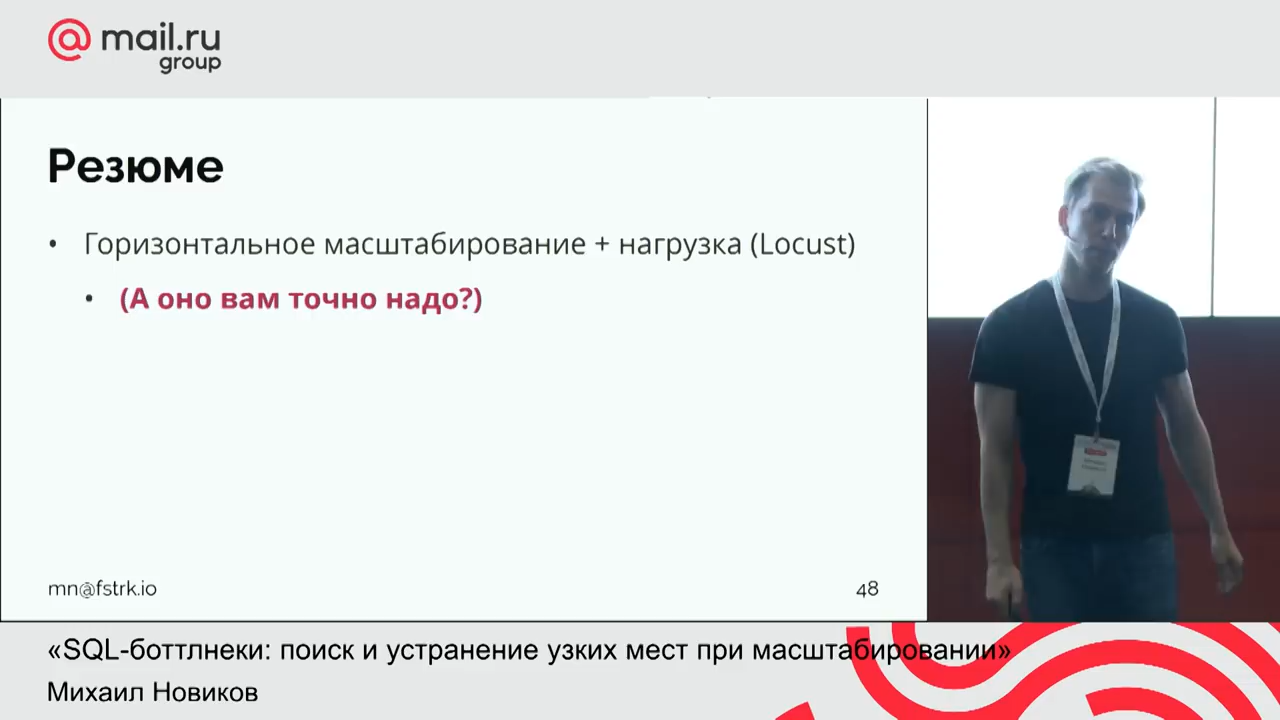 @ mail.ru
group
Резюме
• Горизонтальное масштабирование + нагрузка (Locust)
• (А оно вам точно надо?)
mn@fstrk.io
48
«SQL-боттлнеки: поиск и устранение узких мест при масштабировании»
Михаил Новиков